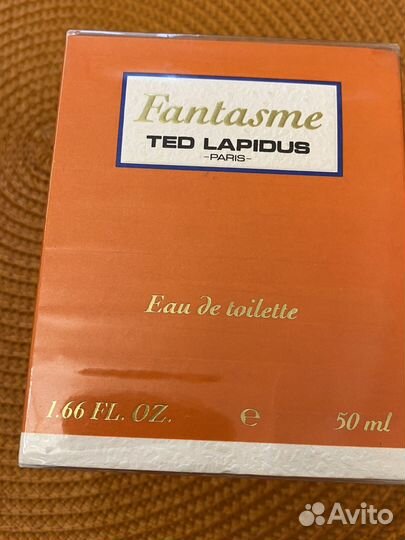 Fantasme
TED LAPIDUS
-PARIS-
Eau de toilette
1.66 FL. OZ. e 50 ml
Avito